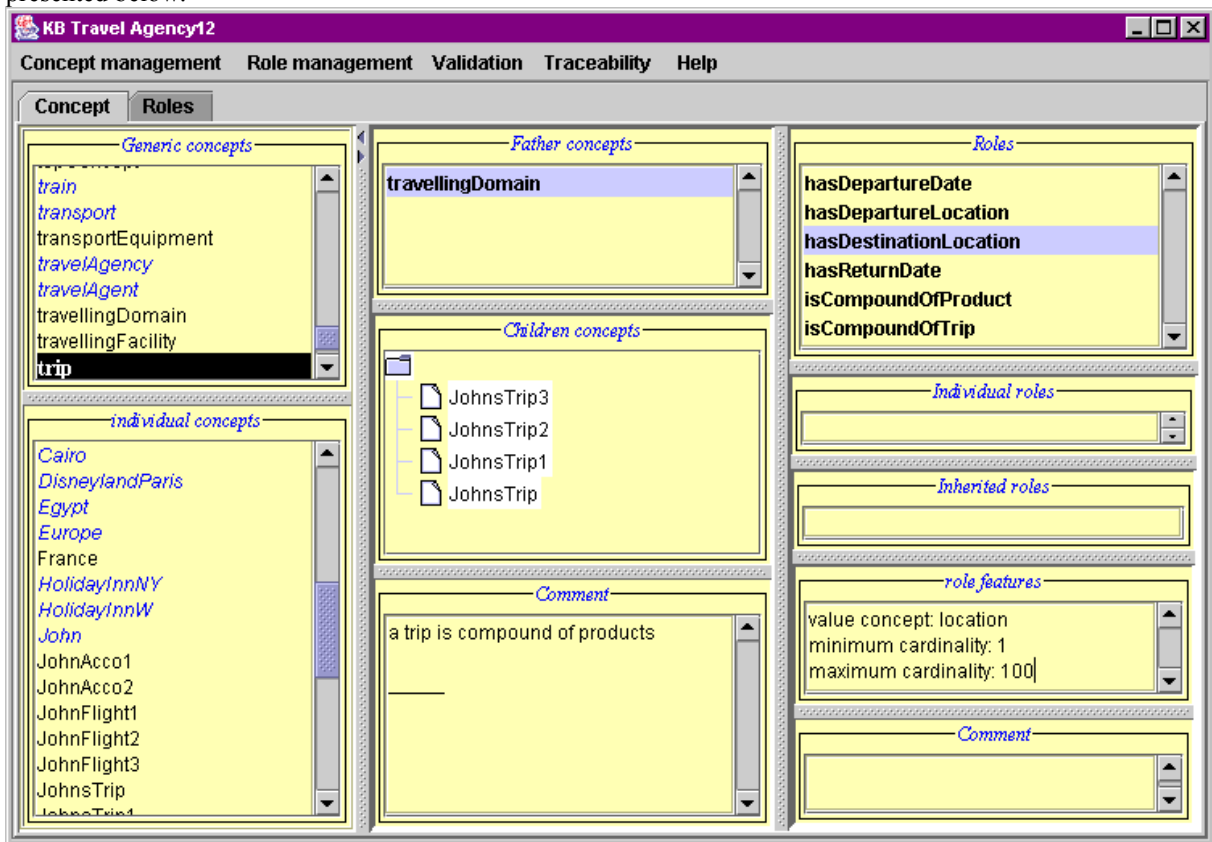 presented below.
KB Travel Agency12
Concept management Role management Validation Traceability Help
Concept Roles
Generic concepts
train
transport
transportEquipment
travelAgency
travelAgent
travellingDomain
travellingFacility
trip
individual concepts
Cairo
DisneylandParis
Egypt
Europe
France
HolidayInnNY
HolidayInnW
John
JohnAcco1
JohnAcco2
JohnFlight1
JohnFlight2
JohnFlight3
JohnsTrip
JohnsTrip1
Father concepts
travellingDomain
Children concepts
JohnsTrip3
JohnsTrip2
JohnsTrip1
JohnsTrip
Comment
a trip is compound of products
Roles
hasDepartureDate
hasDepartureLocation
hasDestinationLocation
hasReturnDate
isCompoundOfProduct
isCompoundOfTrip
Individual roles
Inherited roles
role features
value concept: location
minimum cardinality: 1
maximum cardinality: 100
Comment